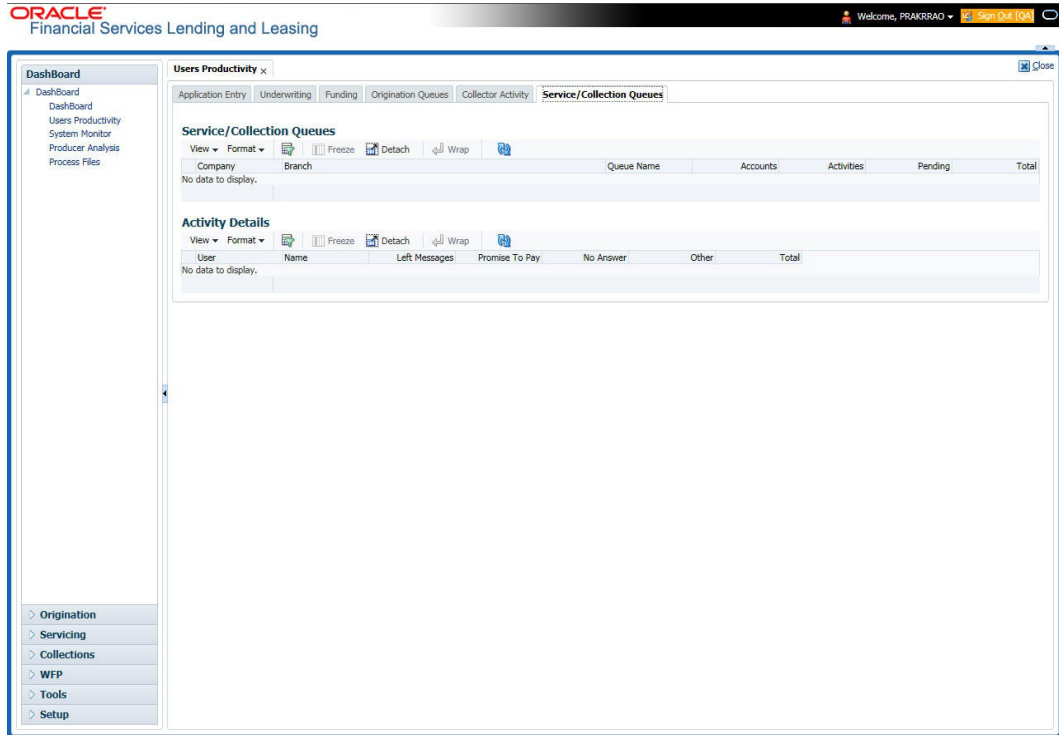 ORACLE
Financial Services Lending and Leasing
Welcome, PRAKRRAO
Sign Out [QA]
Close
DashBoard
DashBoard
DashBoard
Users Productivity
System Monitor
Producer Analysis
Process Files
Origination
Servicing
Collections
WFP
Tools
Setup
Users Productivity x
Application Entry Underwriting Funding Origination Queues Collector Activity Service/Collection Queues
Service/Collection Queues
View Format Freeze Detach Wrap
Company Branch Queue Name Accounts Activities Pending Total
No data to display.
Activity Details
View Format Freeze Detach Wrap
User Name Left Messages Promise To Pay No Answer Other Total
No data to display.